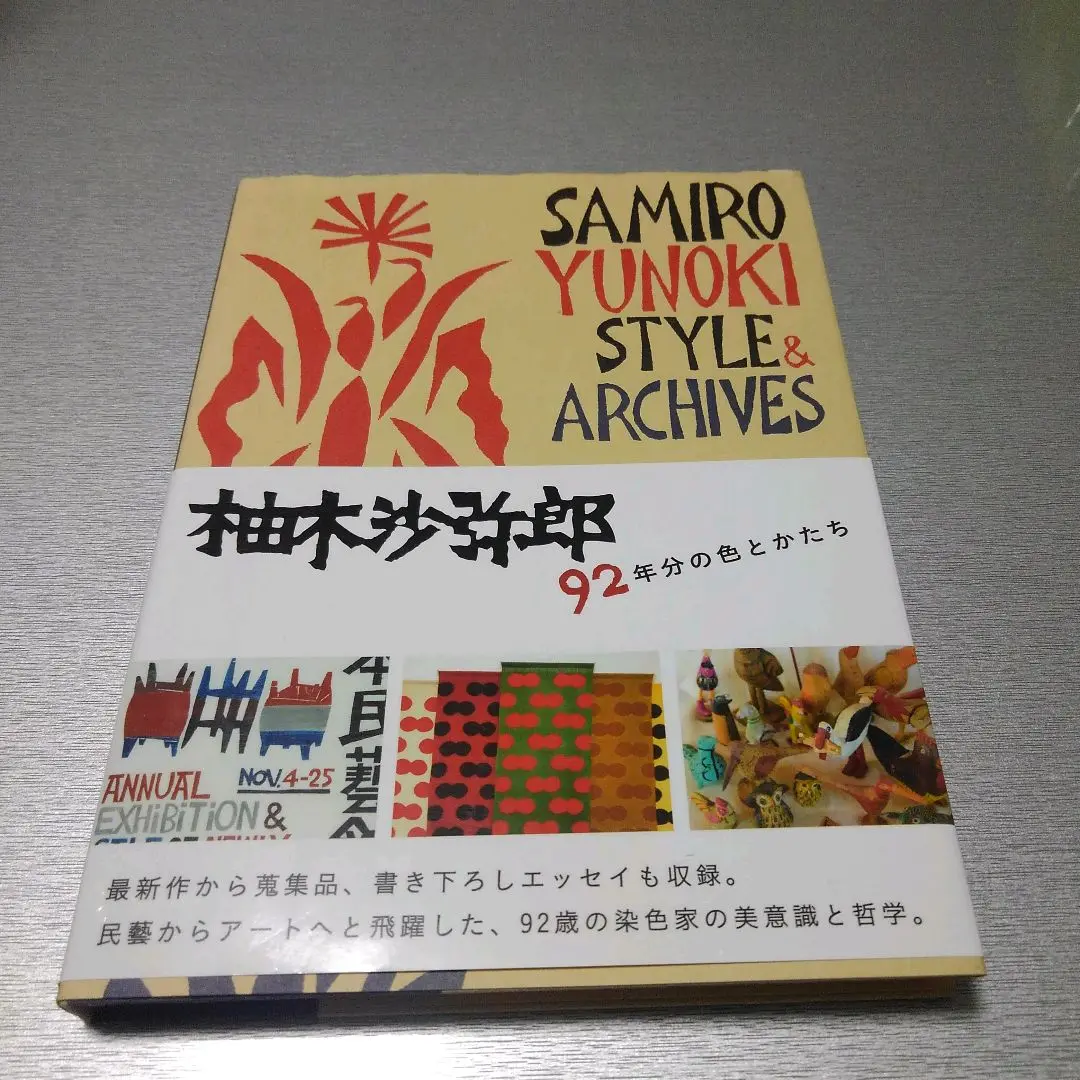 SAMIRO
YUNOKI
STYLE &
ARCHIVES
柚木沙弥郎
92年分の色とかたち
本民藝
ANNUAL
NOV. 4-25
EXHiBiTiON &
最新作から蒐集品、書き下ろしエッセイも収録。
民藝からアートへと飛躍した、92歳の染色家の美意識と哲学。